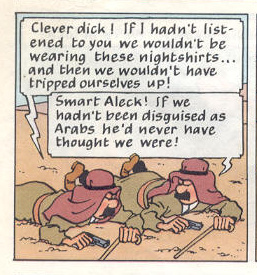 Clever dick! If I hadn't list-
ened to you we wouldn't be
wearing these nightshirts...
and then we wouldn't have
tripped ourselves up!
Smart Aleck! If we
hadn't been disguised as
Arabs he'd never have
thought we were!